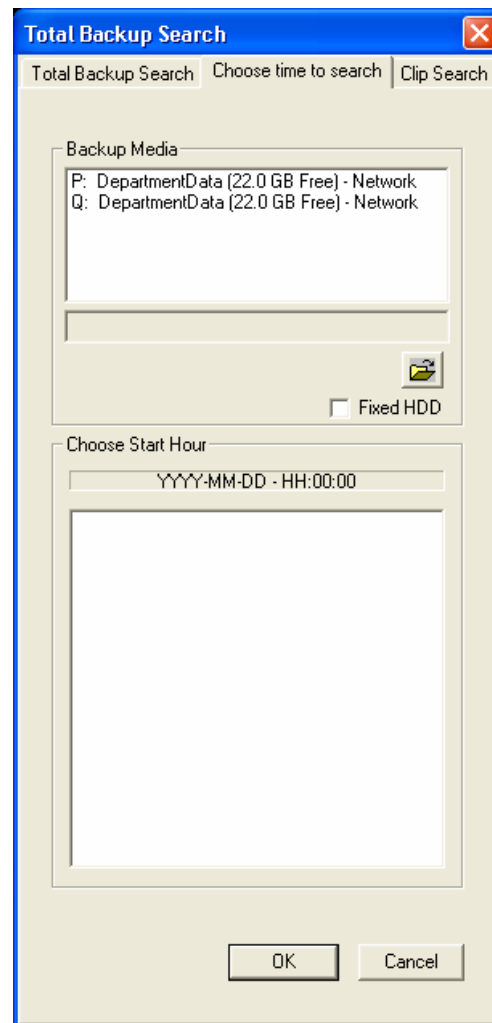 Total Backup Search
Total Backup Search Choose time to search Clip Search
Backup Media
P: DepartmentData (22.0 GB Free) - Network
Q: DepartmentData (22.0 GB Free) - Network
Fixed HDD
Choose Start Hour
YYYY-MM-DD - HH:00:00
OK Cancel